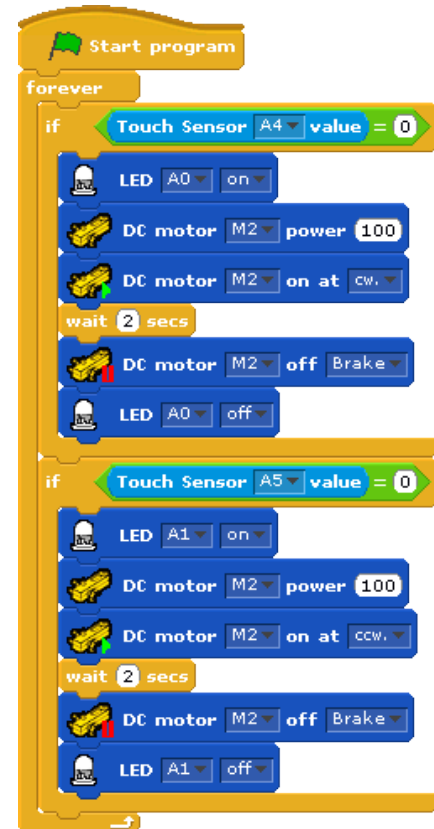 Start program
forever
if Touch Sensor A4 value = 0
LED A0 on
DC motor M2 power 100
DC motor M2 on at cw.
wait 2 secs
DC motor M2 off Brake
LED A0 off
if Touch Sensor A5 value = 0
LED A1 on
DC motor M2 power 100
DC motor M2 on at ccw.
wait 2 secs
DC motor M2 off Brake
LED A1 off